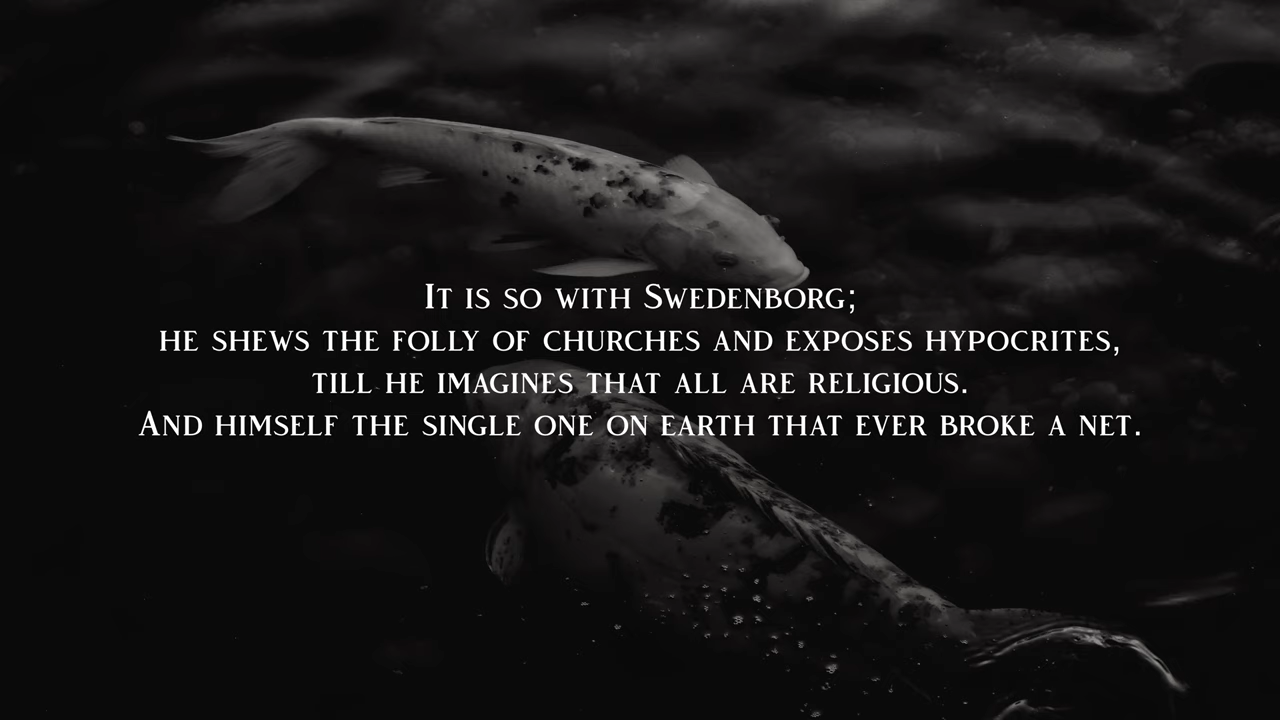 It is so with Swedenborg;
he shews the folly of churches and exposes hypocrites,
till he imagines that all are religious.
And himself the single one on earth that ever broke a net.